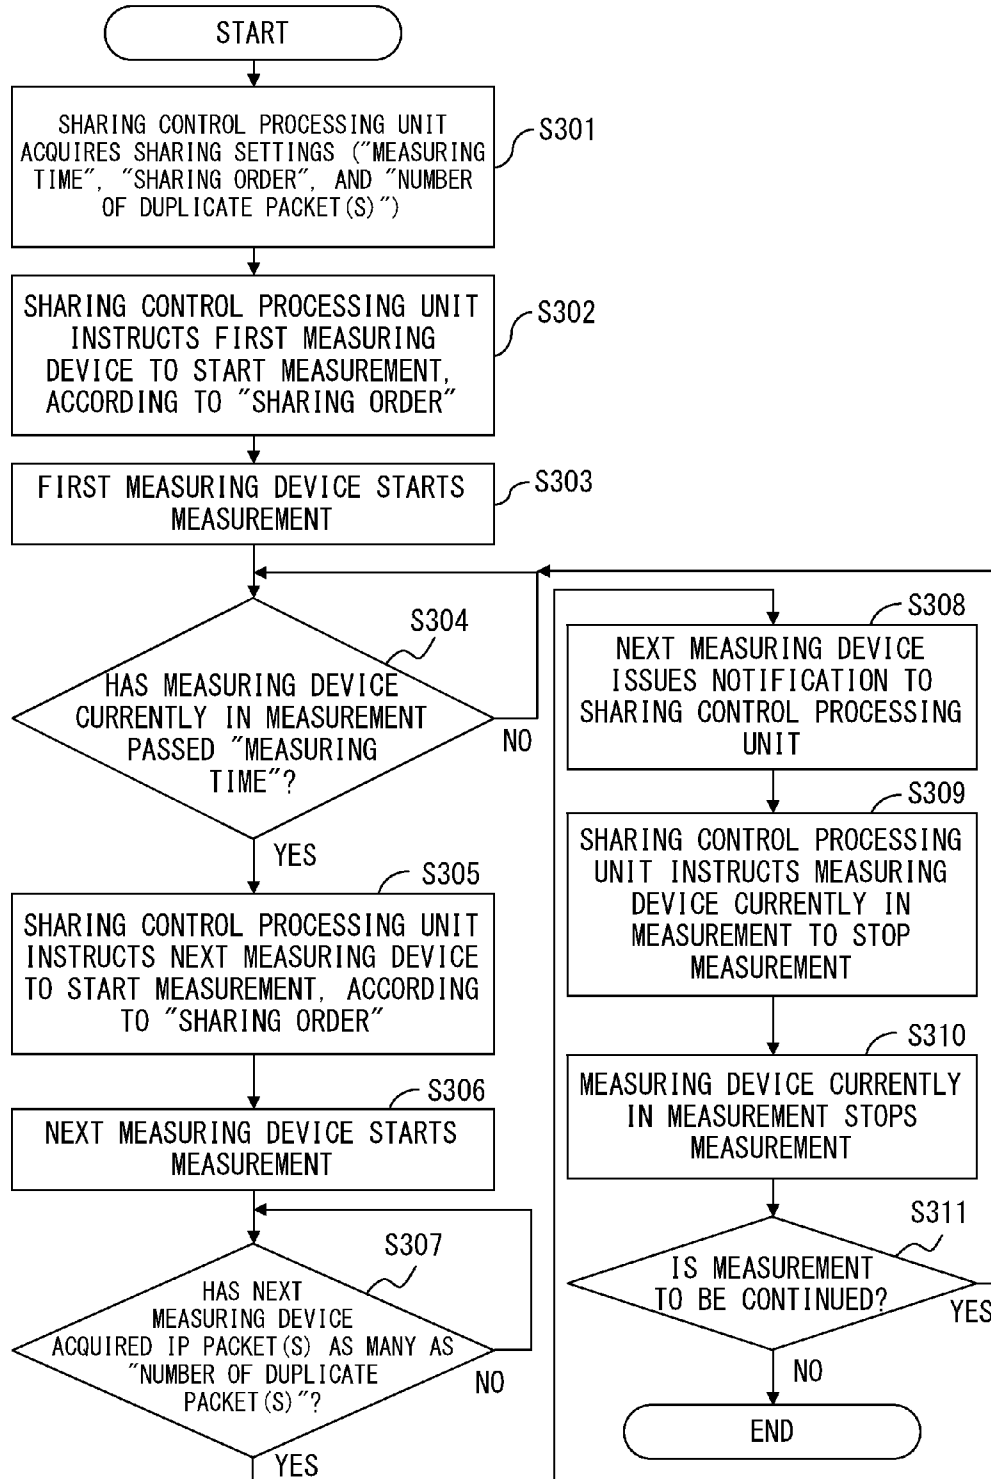 START
SHARING CONTROL PROCESSING UNIT
ACQUIRES SHARING SETTINGS ("MEASURING
TIME", "SHARING ORDER", AND "NUMBER
OF DUPLICATE PACKET(S)")
S301
SHARING CONTROL PROCESSING UNIT
INSTRUCTS FIRST MEASURING
DEVICE TO START MEASUREMENT,
ACCORDING TO "SHARING ORDER"
S302
FIRST MEASURING DEVICE STARTS
MEASUREMENT
S303
S304
HAS MEASURING DEVICE
CURRENTLY IN MEASUREMENT
PASSED "MEASURING
TIME"?
NO
YES
S305
SHARING CONTROL PROCESSING UNIT
INSTRUCTS NEXT MEASURING DEVICE
TO START MEASUREMENT, ACCORDING
TO "SHARING ORDER"
S306
NEXT MEASURING DEVICE STARTS
MEASUREMENT
S307
HAS NEXT
MEASURING DEVICE
ACQUIRED IP PACKET(S) AS MANY AS
"NUMBER OF DUPLICATE
PACKET(S)"?
NO
YES
S308
NEXT MEASURING DEVICE
ISSUES NOTIFICATION TO
SHARING CONTROL PROCESSING
UNIT
S309
SHARING CONTROL PROCESSING
UNIT INSTRUCTS MEASURING
DEVICE CURRENTLY IN
MEASUREMENT TO STOP
MEASUREMENT
S310
MEASURING DEVICE CURRENTLY
IN MEASUREMENT STOPS
MEASUREMENT
S311
IS MEASUREMENT
TO BE CONTINUED?
YES
NO
END